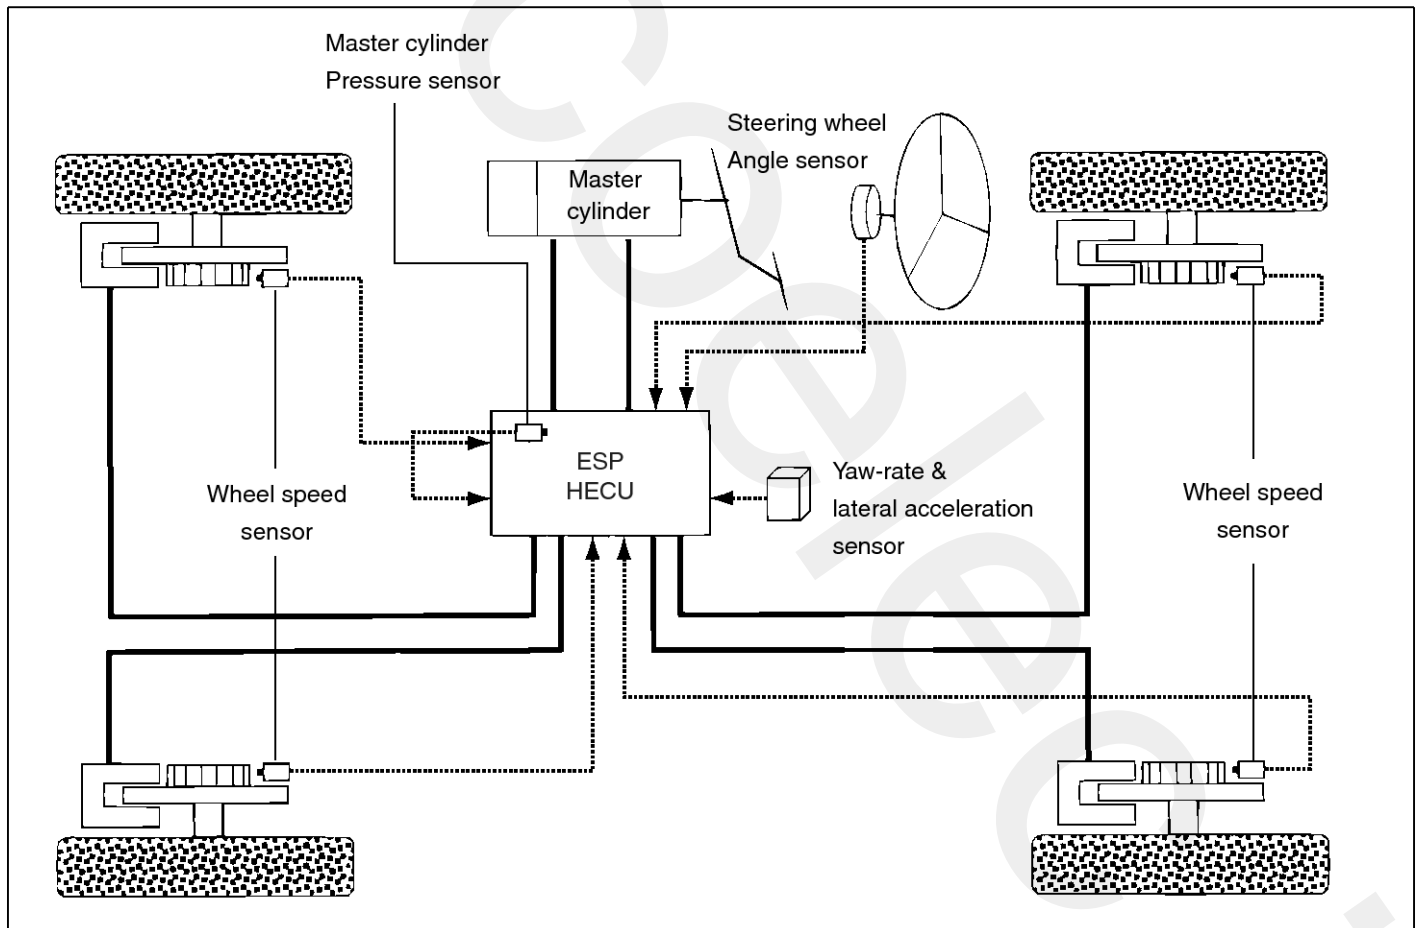 Master cylinder
Pressure sensor
Steering wheel
Angle sensor
Master
cylinder
ESP
HECU
Yaw-rate &
lateral acceleration
sensor
Wheel speed
sensor
Wheel speed
sensor